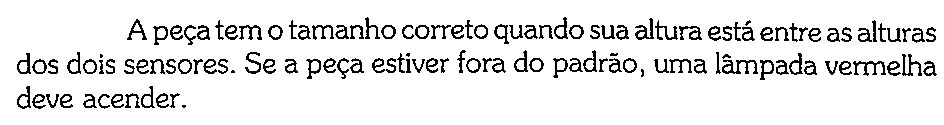 A peça tem o tamanho correto quando sua altura está entre as alturas
dos dois sensores. Se a peça estiver fora do padrão, uma lâmpada vermelha
deve acender.